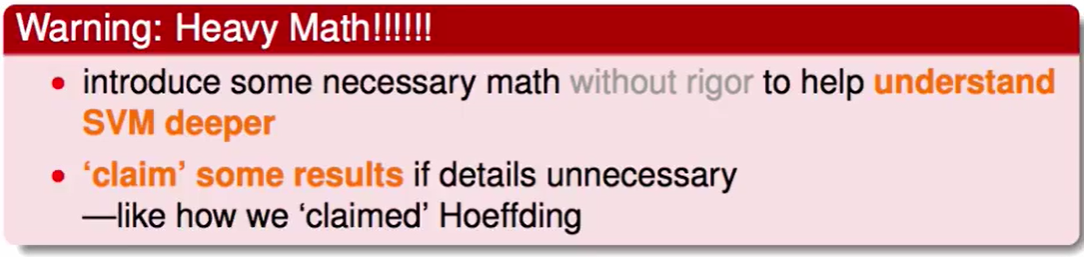 Warning: Heavy Math!!!!!!
• introduce some necessary math without rigor to help understand
SVM deeper
• ‘claim’ some results if details unnecessary
—like how we ‘claimed’ Hoeffding